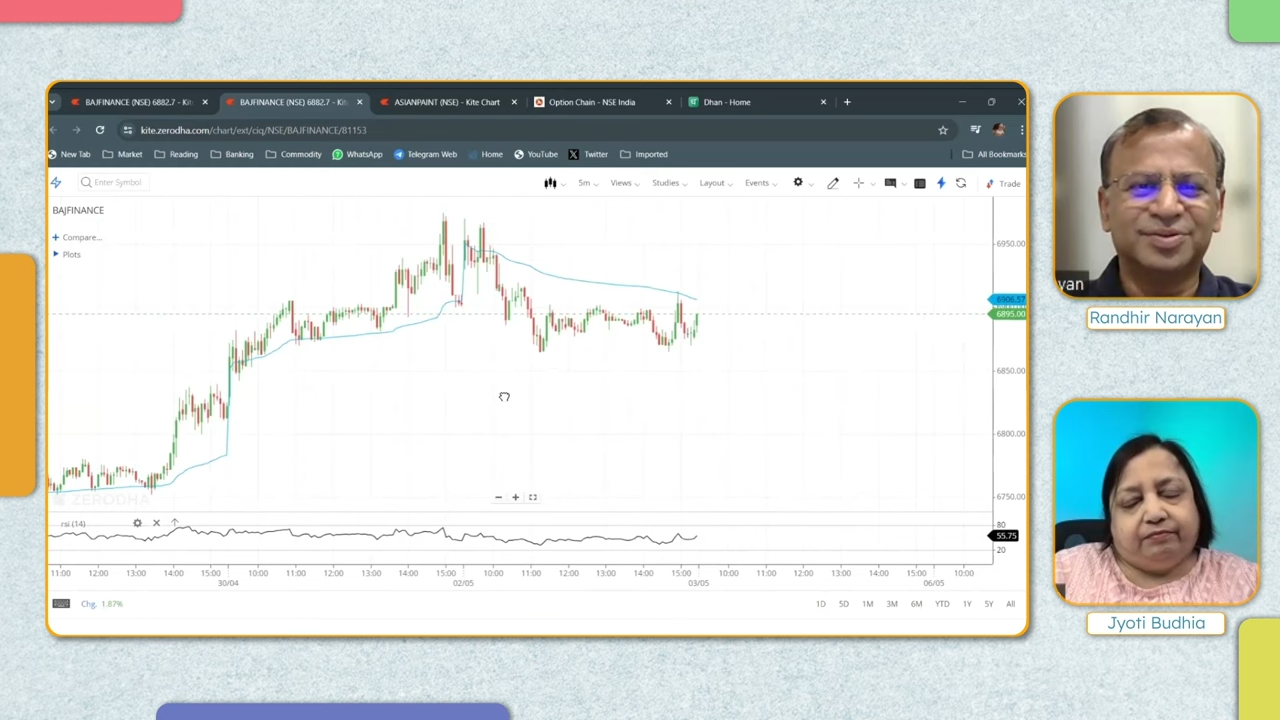 BAJFINANCE (NSE) 6882.7 - Kit
BAJFINANCE (NSE) 6882.7 - Kit
ASIANPAINT (NSE) - Kite Chart
Option Chain - NSE India
Dhan - Home
kite.zerodha.com/chart/ext/ciq/NSE/BAJFINANCE/81153
New Tab Market Reading Banking Commodity WhatsApp Telegram Web Home YouTube Twitter Imported All Bookmarks
Enter Symbol 5m Views Studies Layout Events Trade
BAJFINANCE
Compare...
Plots
6950.00
6906.57
6895.00
6850.00
6800.00
6750.00
ZERODHA
rsi (14)
80
55.75
20
11:00 12:00 13:00 14:00 15:00 10:00 11:00 12:00 13:00 14:00 15:00 10:00 11:00 12:00 13:00 14:00 15:00 10:00 11:00 12:00 13:00 14:00 15:00 10:00
30/04 02/05 03/05 06/05
Chg. 1.87%
1D 5D 1M 3M 6M YTD 1Y 5Y All
yan
Randhir Narayan
Jyoti Budhia